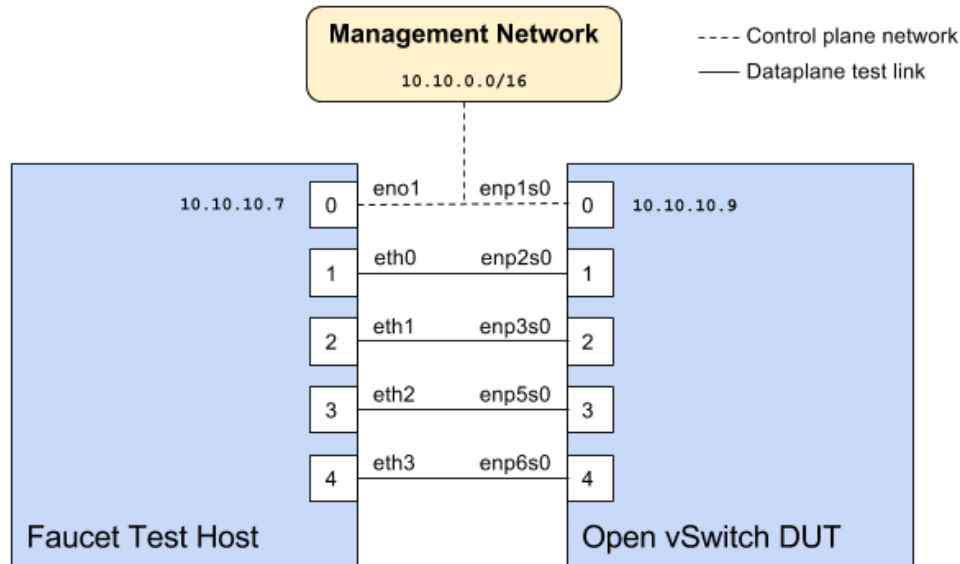 Management Network
10.10.0.0/16
Control plane network
Dataplane test link
10.10.10.7
0
eno1
enp1s0
0
10.10.10.9
1
eth0
enp2s0
1
2
eth1
enp3s0
2
3
eth2
enp5s0
3
4
eth3
enp6s0
4
Faucet Test Host
Open vSwitch DUT